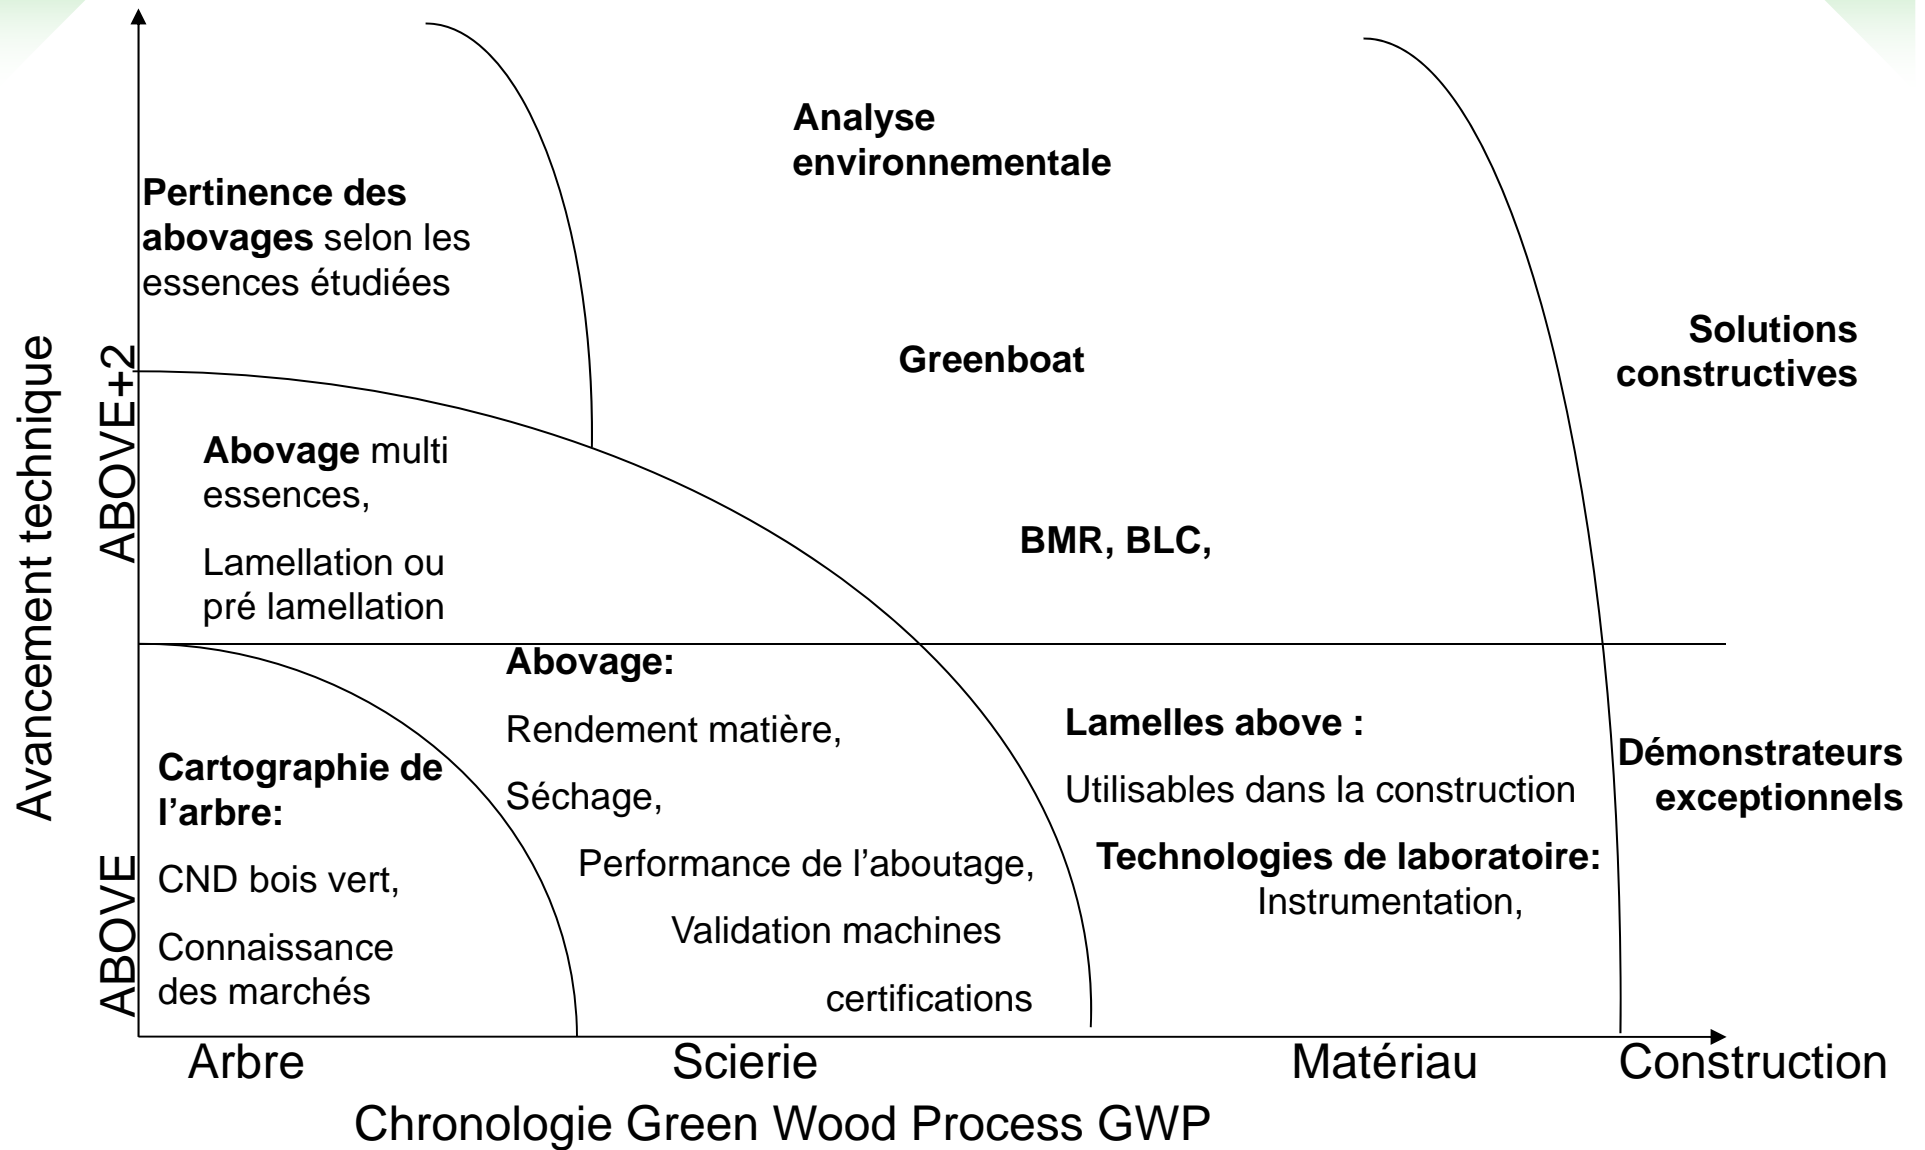 Analyse
environnementale
Pertinence des
abovages selon les
essences étudiées
Greenboat
Solutions
constructives
Abovage multi
essences,
Lamellation ou
pré lamellation
BMR, BLC,
Avancement technique
ABOVE+2
ABOVE
Cartographie de
l’arbre:
CND bois vert,
Connaissance
des marchés
Abovage:
Rendement matière,
Séchage,
Performance de l’aboutage,
Validation machines
certifications
Lamelles above :
Utilisables dans la construction
Technologies de laboratoire:
Instrumentation,
Démonstrateurs
exceptionnels
Arbre
Scierie
Matériau
Construction
Chronologie Green Wood Process GWP